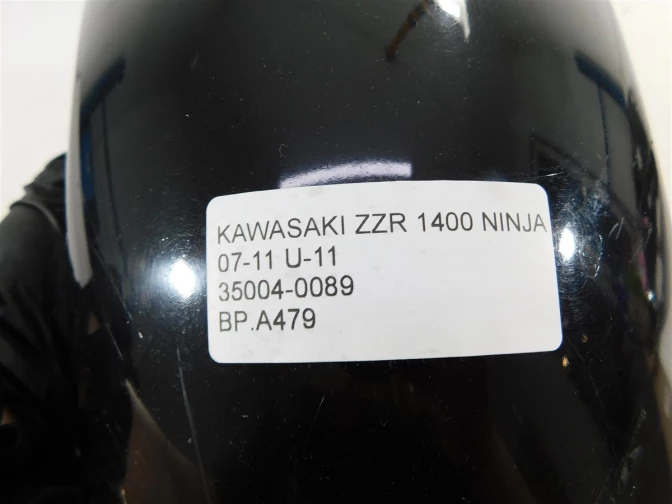 KAWASAKI ZZR 1400 NINJA
07-11 U-11
35004-0089
BP.A479